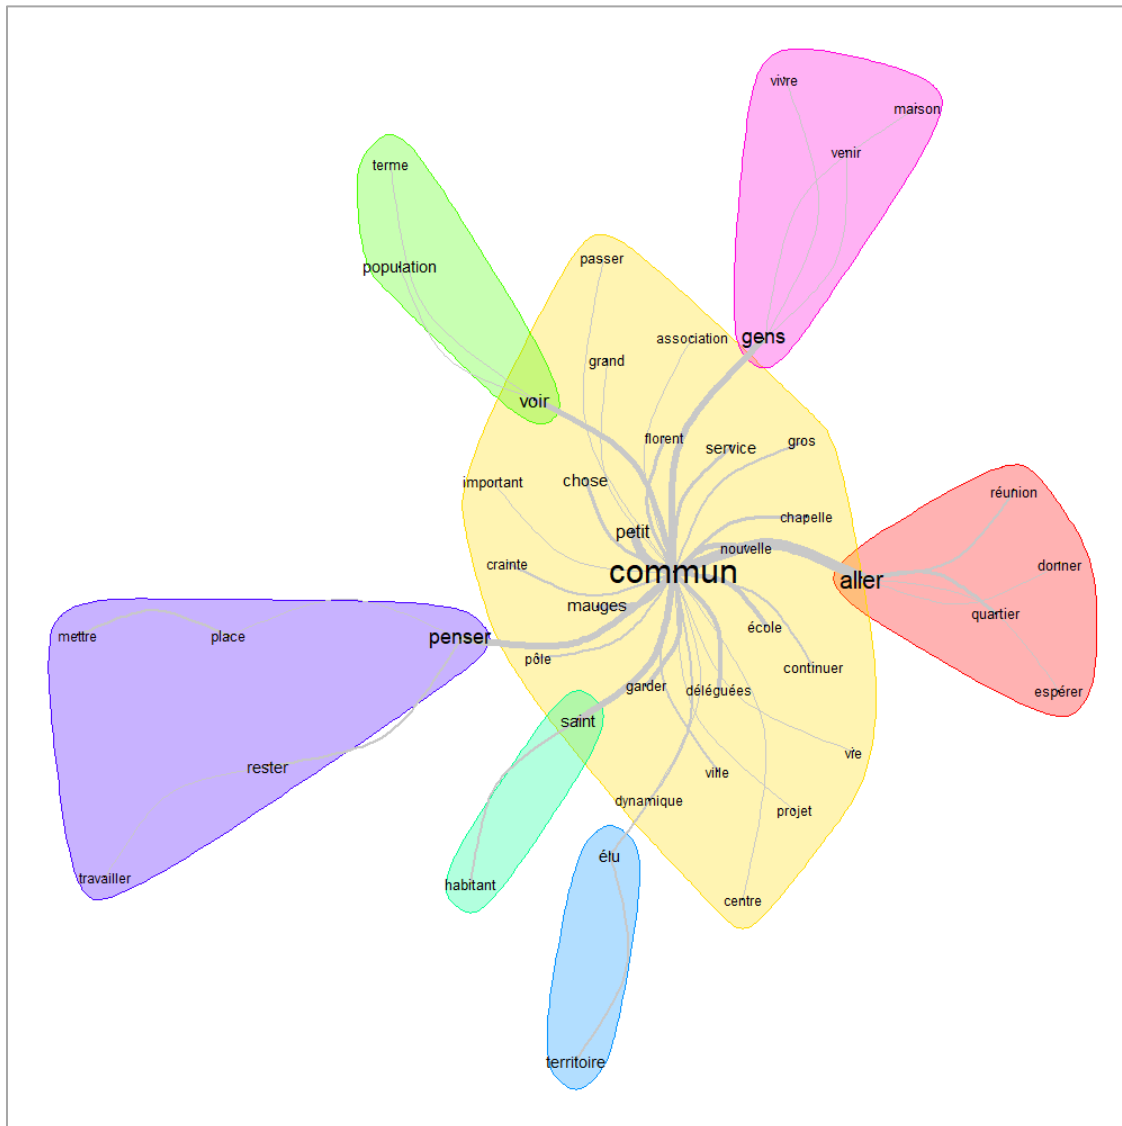 vivre
maison
venir
terme
population
passer
association
gens
grand
voir
florent
service
gros
chose
important
réunion
chapelle
petit
nouvelle
commun
crainte
aller
donner
mauges
quartier
école
mettre
place
penser
pôle
continuer
garder
déléguées
espérer
saint
vie
rester
ville
dynamique
projet
élu
travailler
habitant
centre
territoire